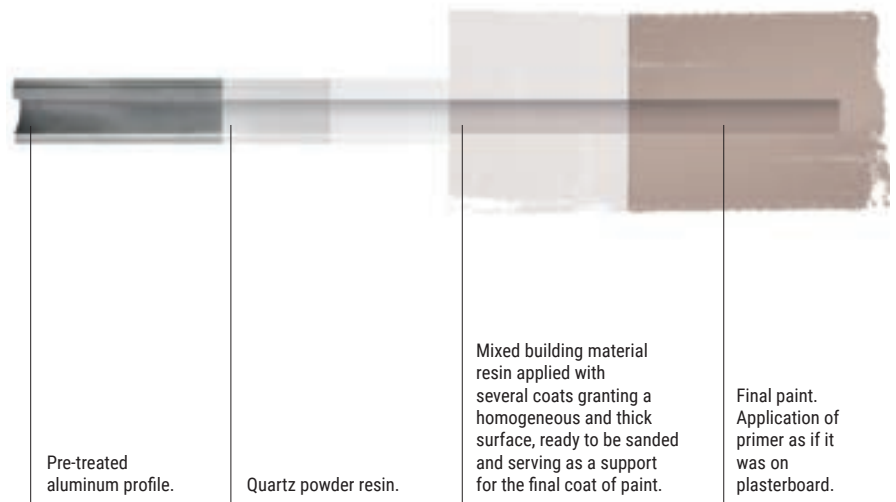 Pre-treated
aluminum profile.
Quartz powder resin.
Mixed building material
resin applied with
several coats granting a
homogeneous and thick
surface, ready to be sanded
and serving as a support
for the final coat of paint.
Final paint.
Application of
primer as if it
was on
plasterboard.